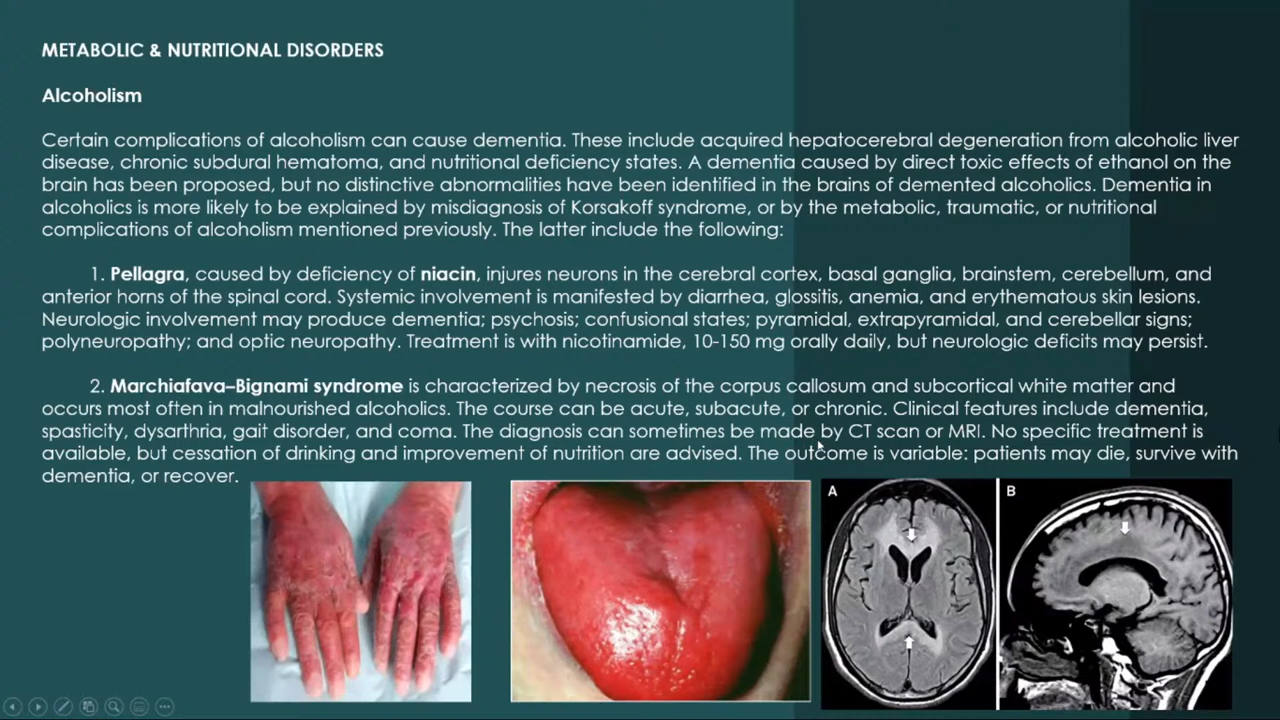 METABOLIC & NUTRITIONAL DISORDERS
Alcoholism
Certain complications of alcoholism can cause dementia. These include acquired hepatocerebral degeneration from alcoholic liver
disease, chronic subdural hematoma, and nutritional deficiency states. A dementia caused by direct toxic effects of ethanol on the
brain has been proposed, but no distinctive abnormalities have been identified in the brains of demented alcoholics. Dementia in
alcoholics is more likely to be explained by misdiagnosis of Korsakoff syndrome, or by the metabolic, traumatic, or nutritional
complications of alcoholism mentioned previously. The latter include the following:
1. Pellagra, caused by deficiency of niacin, injures neurons in the cerebral cortex, basal ganglia, brainstem, cerebellum, and
anterior horns of the spinal cord. Systemic involvement is manifested by diarrhea, glossitis, anemia, and erythematous skin lesions.
Neurologic involvement may produce dementia; psychosis; confusional states; pyramidal, extrapyramidal, and cerebellar signs;
polyneuropathy; and optic neuropathy. Treatment is with nicotinamide, 10-150 mg orally daily, but neurologic deficits may persist.
2. Marchiafava–Bignami syndrome is characterized by necrosis of the corpus callosum and subcortical white matter and
occurs most often in malnourished alcoholics. The course can be acute, subacute, or chronic. Clinical features include dementia,
spasticity, dysarthria, gait disorder, and coma. The diagnosis can sometimes be made by CT scan or MRI. No specific treatment is
available, but cessation of drinking and improvement of nutrition are advised. The outcome is variable: patients may die, survive with
dementia, or recover.
A
B